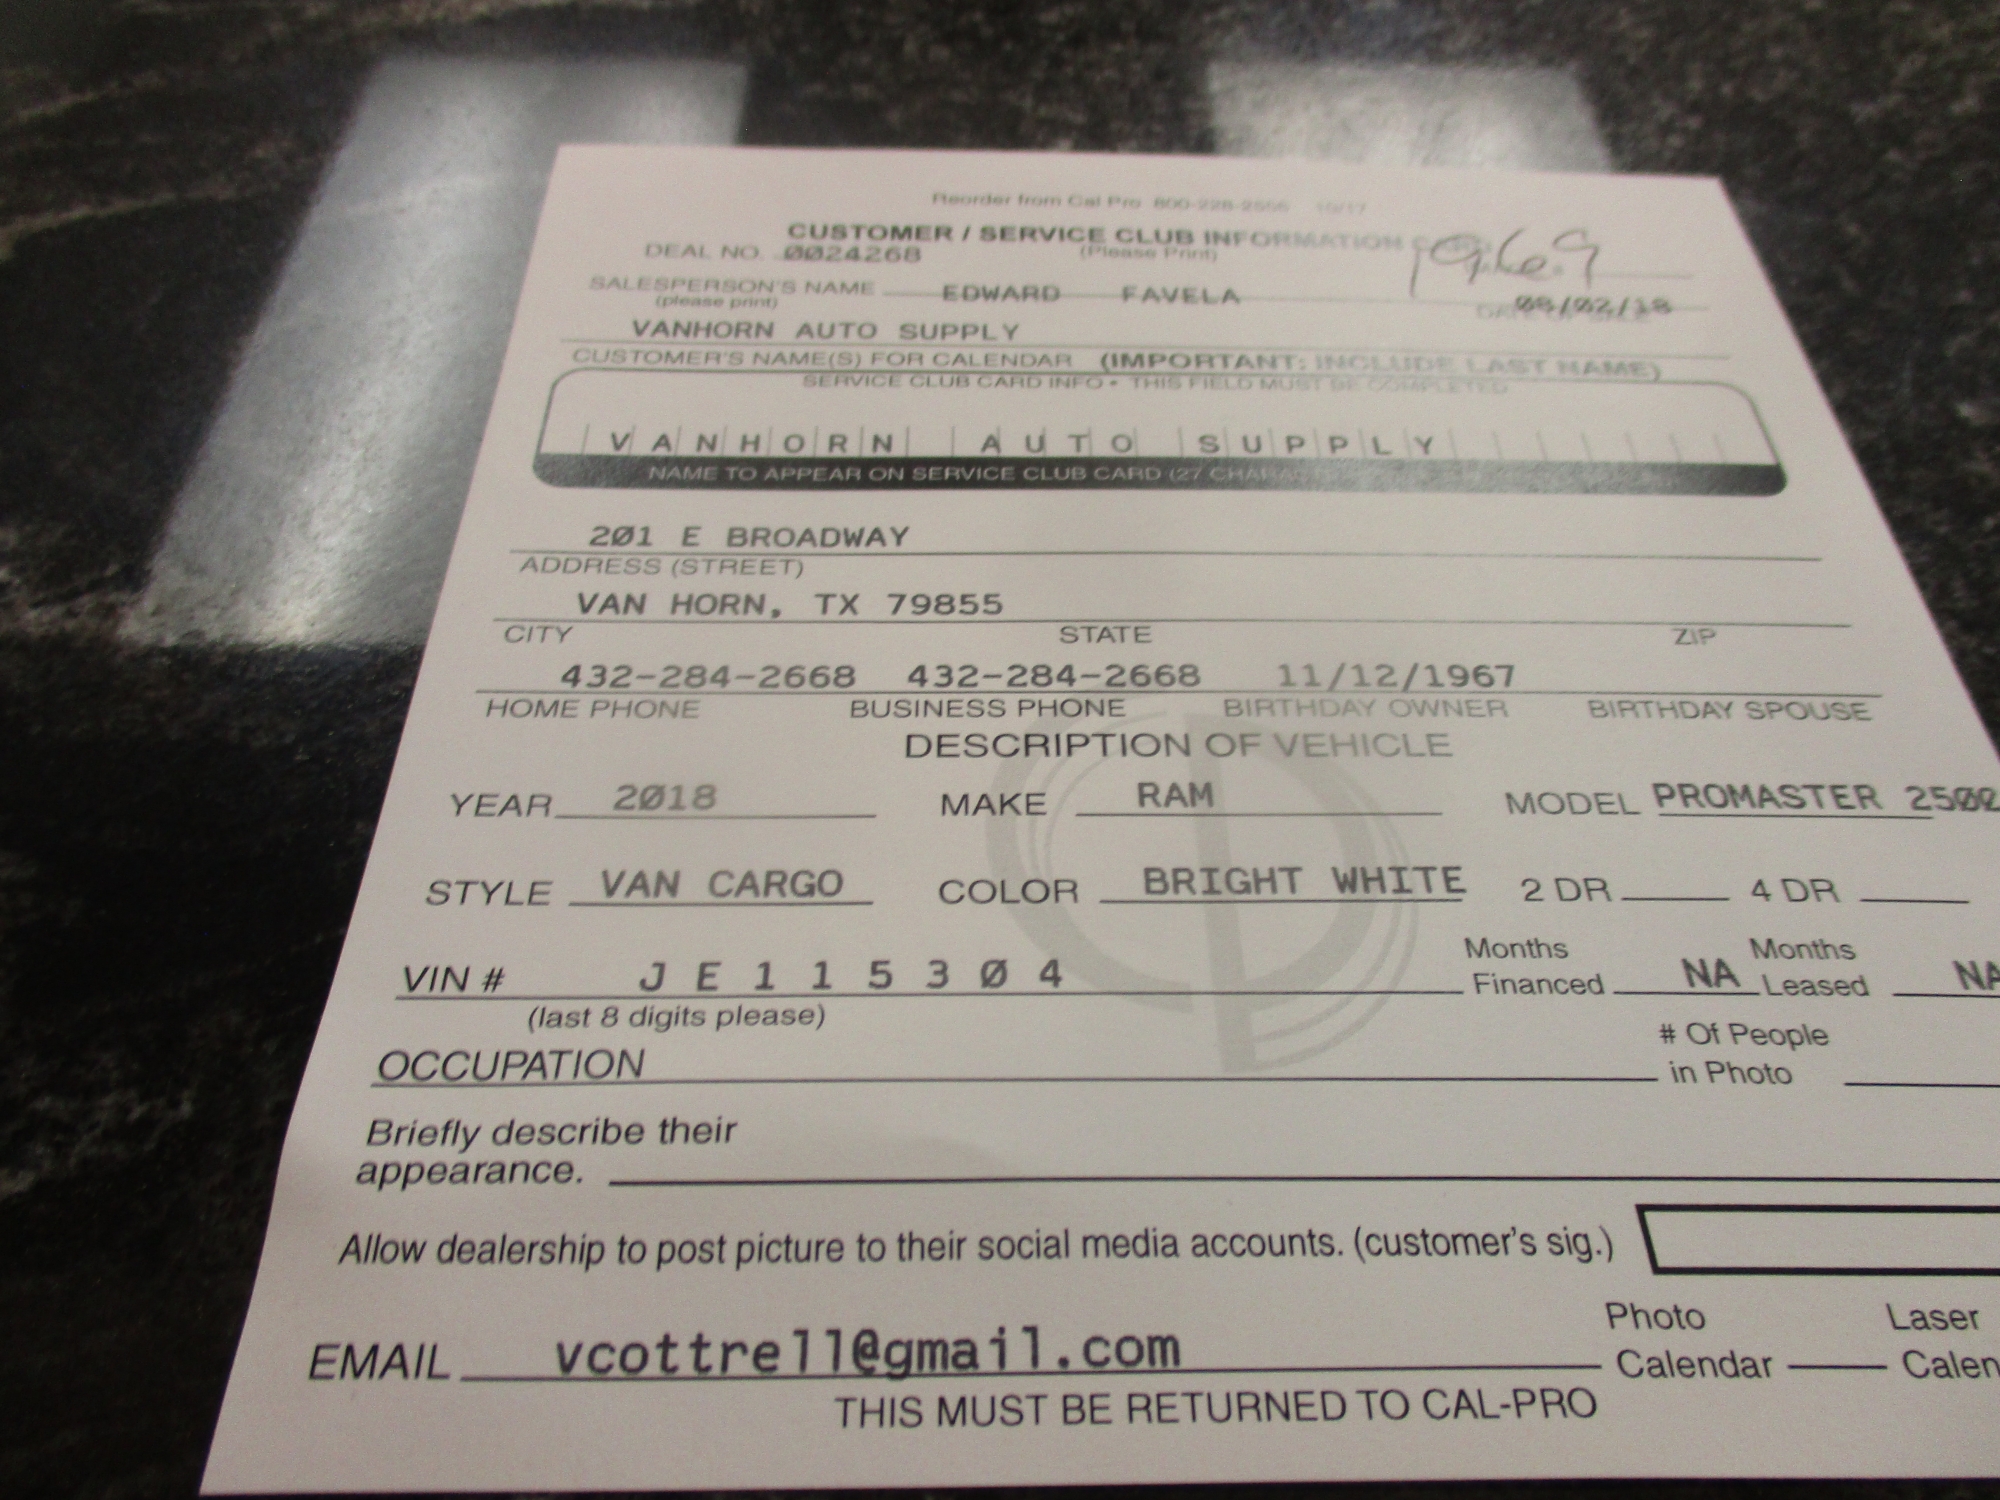 Reorder from Cal Pro 800-228-2556 10/17
CUSTOMER / SERVICE CLUB INFORMATION
DEAL NO. 0024268 (Please Print) 1969
SALESPERSON'S NAME EDWARD FAVELA
(please print) 08/02/18
VANHORN AUTO SUPPLY
CUSTOMER'S NAME(S) FOR CALENDAR (IMPORTANT: INCLUDE LAST NAME)
SERVICE CLUB CARD INFO • THIS FIELD MUST BE COMPLETED
VANHORN AUTO SUPPLY
NAME TO APPEAR ON SERVICE CLUB CARD (27
201 E BROADWAY
ADDRESS (STREET)
VAN HORN, TX 79855
CITY STATE ZIP
432-284-2668 432-284-2668 11/12/1967
HOME PHONE BUSINESS PHONE BIRTHDAY OWNER BIRTHDAY SPOUSE
DESCRIPTION OF VEHICLE
YEAR 2018 MAKE RAM MODEL PROMASTER 2500
STYLE VAN CARGO COLOR BRIGHT WHITE 2 DR 4 DR
VIN # JE115304 Months Financed NA Months Leased NA
(last 8 digits please)
OCCUPATION # Of People in Photo
Briefly describe their
appearance.
Allow dealership to post picture to their social media accounts. (customer's sig.)
EMAIL vcottrell@gmail.com Photo Calendar Laser Calen
THIS MUST BE RETURNED TO CAL-PRO